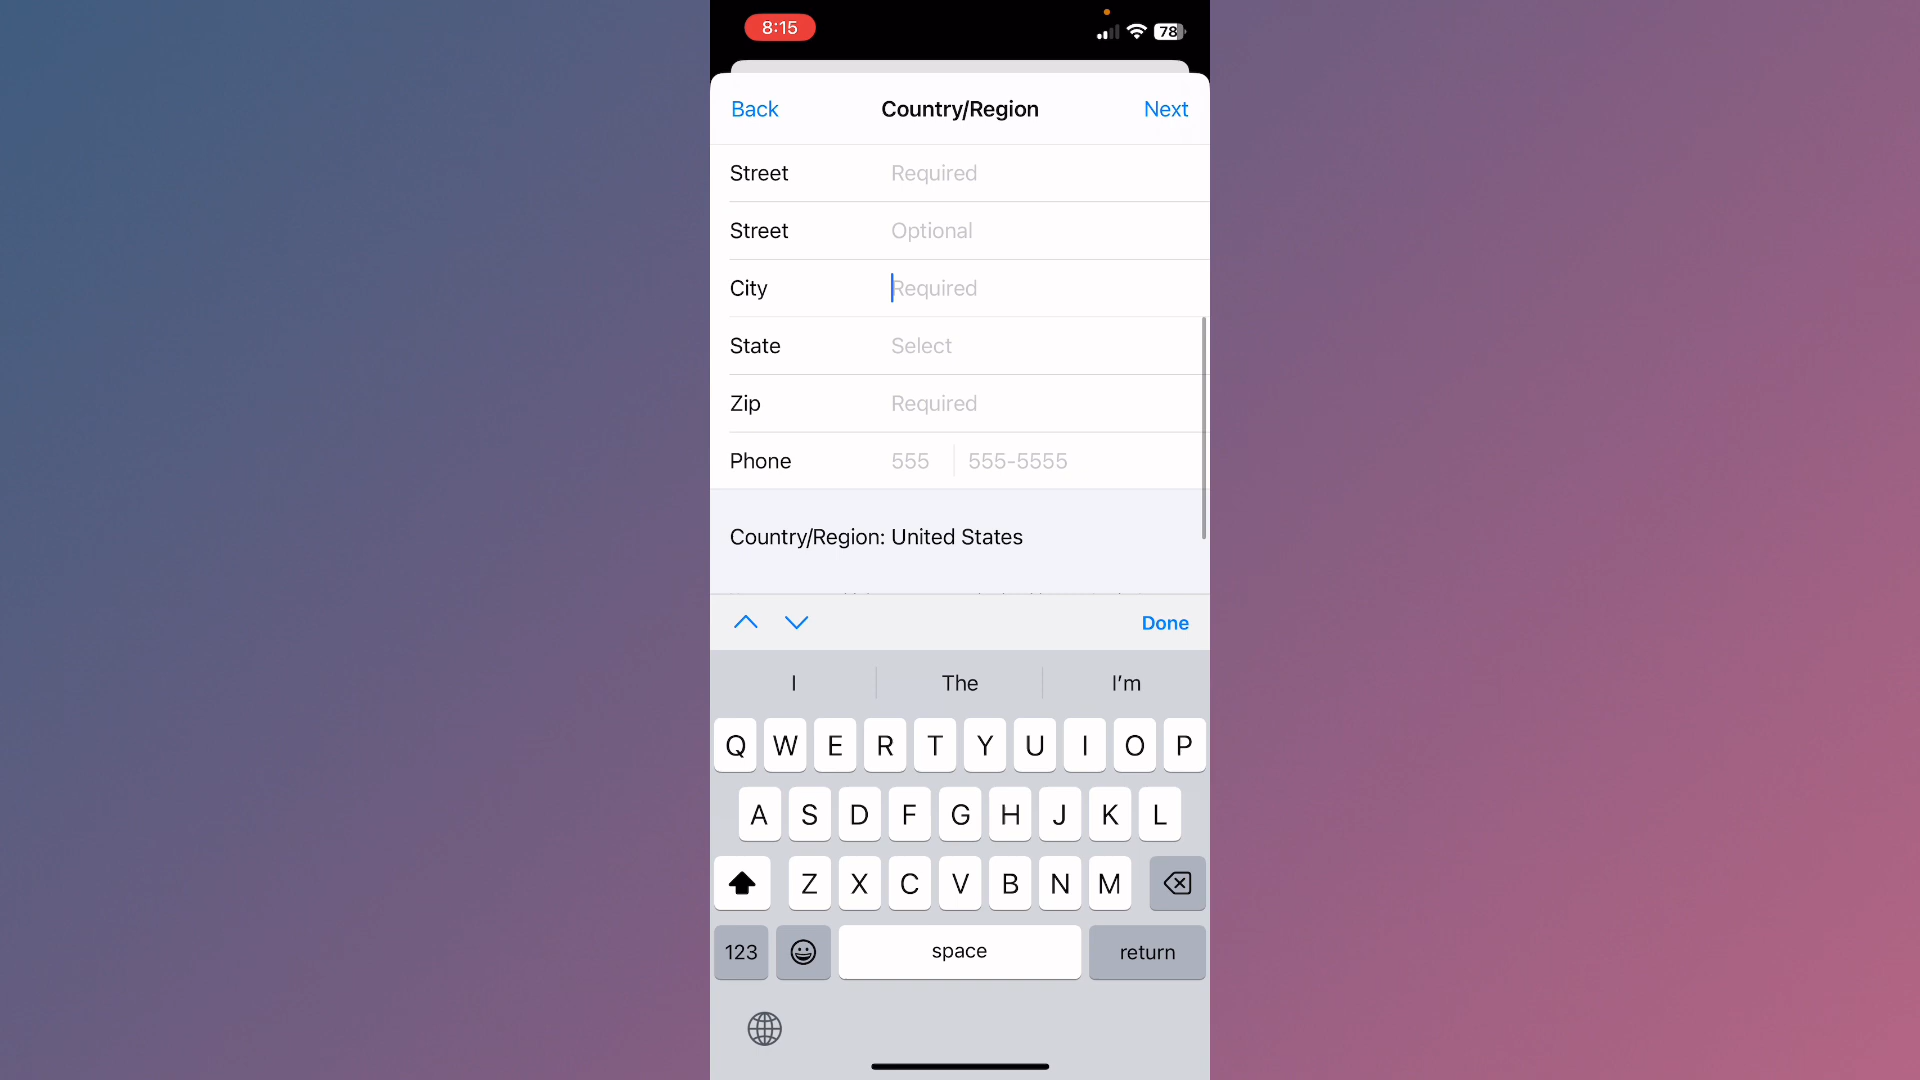 8:15
78
Back Country/Region Next
Street Required
Street Optional
City Required
State Select
Zip Required
Phone 555 555-5555
Country/Region: United States
Done
I The I'm
Q W E R T Y U I O P
A S D F G H J K L
Z X C V B N M
123 space return